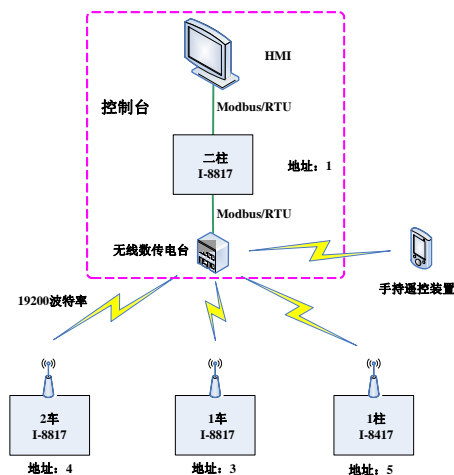 HMI
控制台
Modbus/RTU
二柱
I-8817
地址：1
Modbus/RTU
无线数传电台
手持遥控装置
19200波特率
2车
I-8817
地址：4
1车
I-8817
地址：3
1柱
I-8417
地址：5